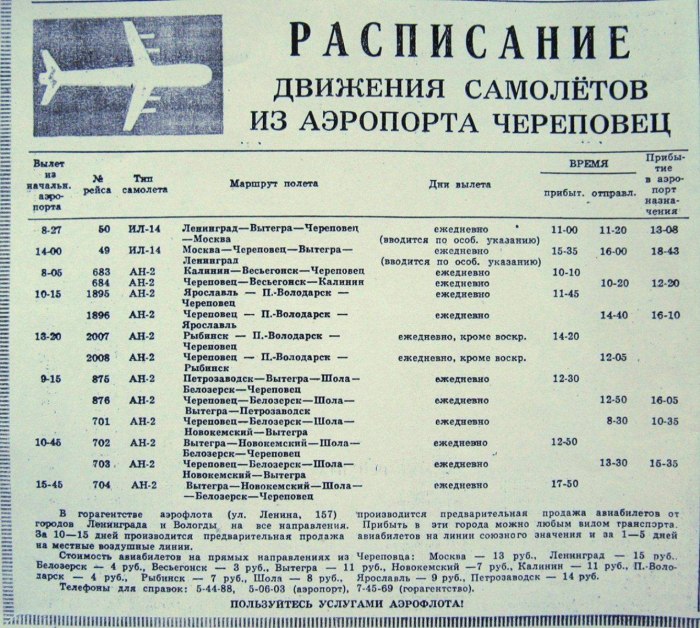 РАСПИСАНИЕ
ДВИЖЕНИЯ САМОЛЁТОВ
ИЗ АЭРОПОРТА ЧЕРЕПОВЕЦ
Вылет из начальн. аэро-порта № рейса Тип самолета Маршрут полета Дни вылета ВРЕМЯ прибыт. отправл. Прибы-тие в аэро-порт назна-чения
8-27 50 ИЛ-14 Ленинград—Вытегра—Череповец ежедневно 11-00 11-20 13-08
—Москва (вводится по особ. указанию)
14-00 49 ИЛ-14 Москва—Череповец—Вытегра— ежедневно 15-35 16-00 18-43
Ленинград (вводится по особ. указанию)
8-05 683 АН-2 Калинин—Весьегонск—Череповец ежедневно 10-10
684 АН-2 Череповец—Весьегонск—Калинин ежедневно 10-20 12-20
10-15 1895 АН-2 Ярославль — П.-Володарск — ежедневно 11-45
Череповец
1896 АН-2 Череповец — П.-Володарск — ежедневно 14-40 16-10
Ярославль
13-20 2007 АН-2 Рыбинск — П.-Володарск — ежедневно, кроме воскр. 14-20
Череповец
2008 АН-2 Череповец — П.-Володарск — ежедневно, кроме воскр. 12-05
Рыбинск
9-15 875 АН-2 Петрозаводск—Вытегра—Шола— ежедневно 12-30
Белозерск—Череповец
876 АН-2 Череповец—Белозерск—Шола— ежедневно 12-50 16-05
Вытегра—Петрозаводск
701 АН-2 Череповец—Белозерск—Шола— ежедневно 8-30 10-35
Новокемский—Вытегра
10-45 702 АН-2 Вытегра—Новокемский—Шола— ежедневно 12-50
Белозерск—Череповец
703 АН-2 Череповец—Белозерск—Шола— ежедневно 13-30 15-35
Новокемский—Вытегра
15-45 704 АН-2 Вытегра—Новокемский—Шола— ежедневно 17-50
—Белозерск—Череповец
В горагентстве аэрофлота (ул. Ленина, 157) производится предварительная продажа авиабилетов от
городов Ленинграда и Вологды на все направления. Прибыть в эти города можно любым видом транспорта.
За 10—15 дней производится предварительная продажа авиабилетов на линии союзного значения и за 1—5 дней
на местные воздушные линии.
Стоимость авиабилетов на прямых направлениях из Череповца: Москва — 13 руб., Ленинград — 15 руб.,
Белозерск — 4 руб., Весьегонск — 3 руб., Вытегра — 11 руб., Новокемский —7 руб., Калинин — 11 руб., П.-Воло-
дарск — 4 руб., Рыбинск — 7 руб., Шола — 8 руб., Ярославль — 9 руб., Петрозаводск — 14 руб.
Телефоны для справок: 5-44-88, 5-06-03 (аэропорт), 7-45-69 (горагентство).
ПОЛЬЗУЙТЕСЬ УСЛУГАМИ АЭРОФЛОТА!